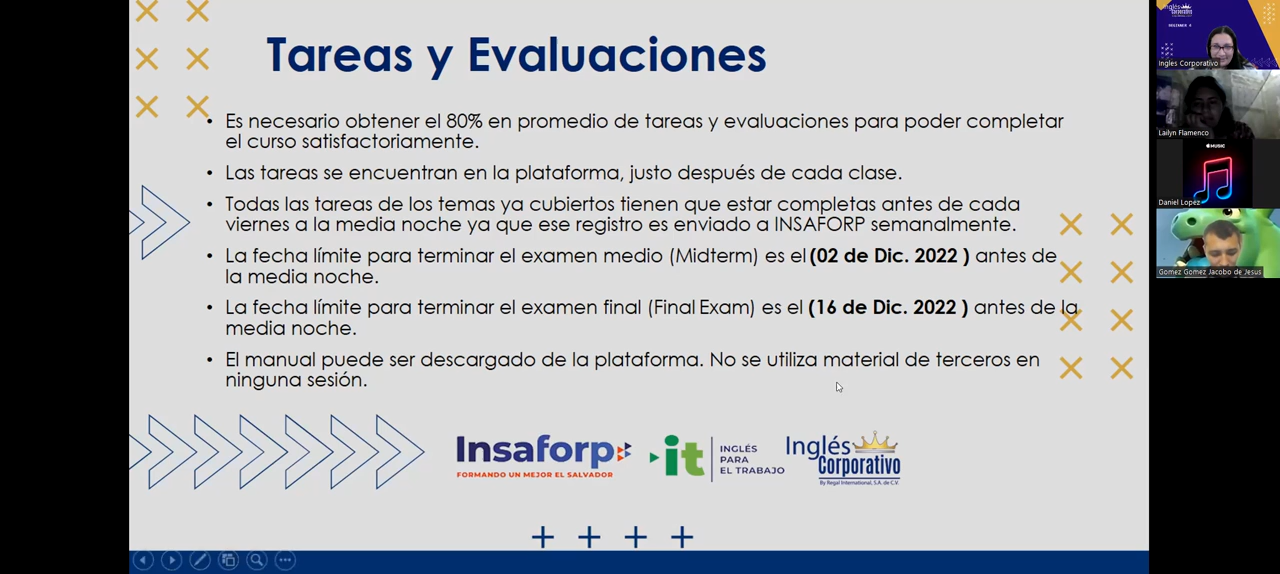 Tareas y Evaluaciones
• Es necesario obtener el 80% en promedio de tareas y evaluaciones para poder completar
el curso satisfactoriamente.
• Las tareas se encuentran en la plataforma, justo después de cada clase.
• Todas las tareas de los temas ya cubiertos tienen que estar completas antes de cada
viernes a la media noche ya que ese registro es enviado a INSAFORP semanalmente.
• La fecha límite para terminar el examen medio (Midterm) es el (02 de Dic. 2022 ) antes de
la media noche.
• La fecha límite para terminar el examen final (Final Exam) es el (16 de Dic. 2022 ) antes de la
media noche.
• El manual puede ser descargado de la plataforma. No se utiliza material de terceros en
ninguna sesión.
Insaforp
FORMANDO UN MEJOR EL SALVADOR
it
INGLÉS
PARA
EL TRABAJO
Inglés
Corporativo
By Regal International, S.A. de C.V.
Inglés
Corporativo
Ingles Corporativo
Lailyn Flamenco
MUSIC
Daniel Lopez
Gomez Gomez Jacobo de Jesus